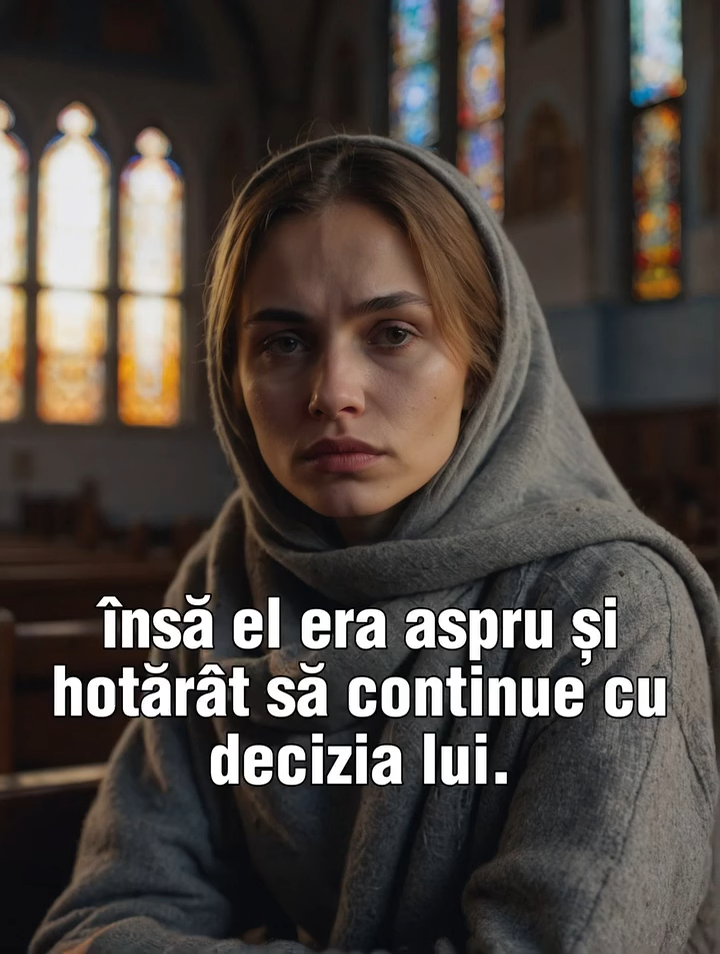 însă el era aspru și
hotărât să continue cu
decizia lui.